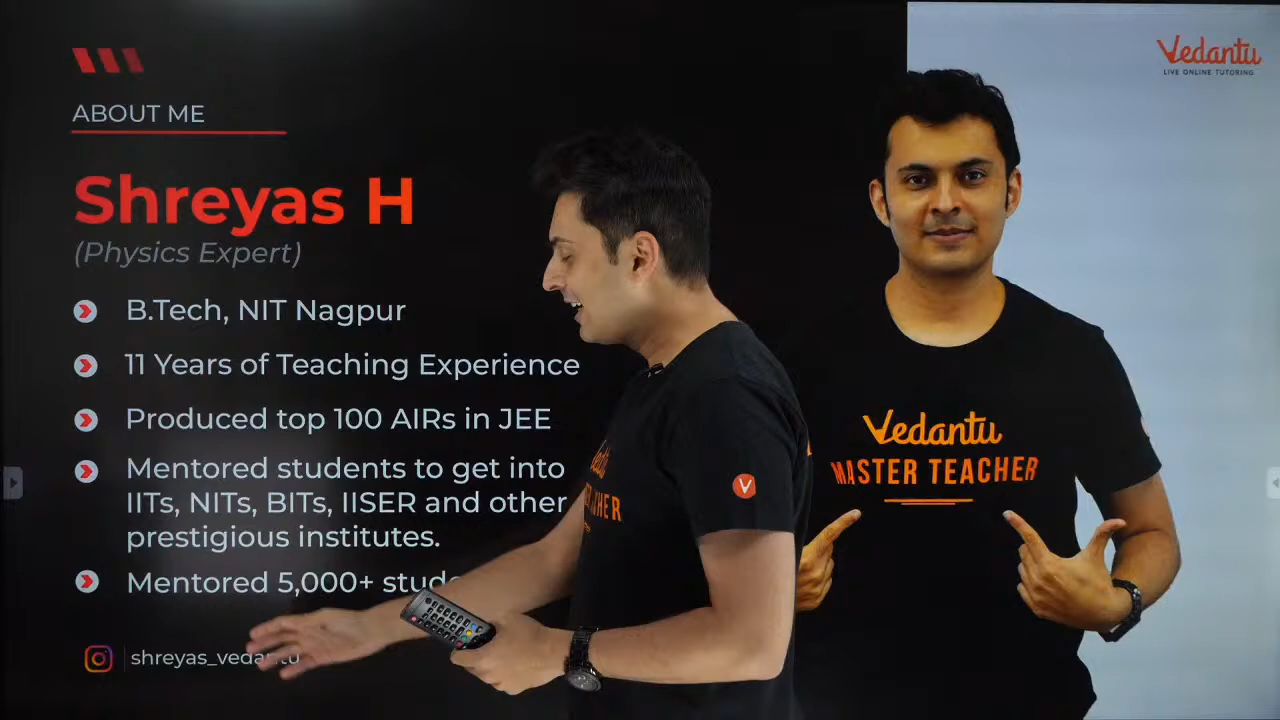 Vedantu
LIVE ONLINE TUTORING
ABOUT ME
Shreyas H
(Physics Expert)
B.Tech, NIT Nagpur
11 Years of Teaching Experience
Produced top 100 AIRs in JEE
Mentored students to get into
IITs, NITs, BITs, IISER and other
prestigious institutes.
Mentored 5,000+
shreyas_vedantu
Vedantu
MASTER TEACHER
V